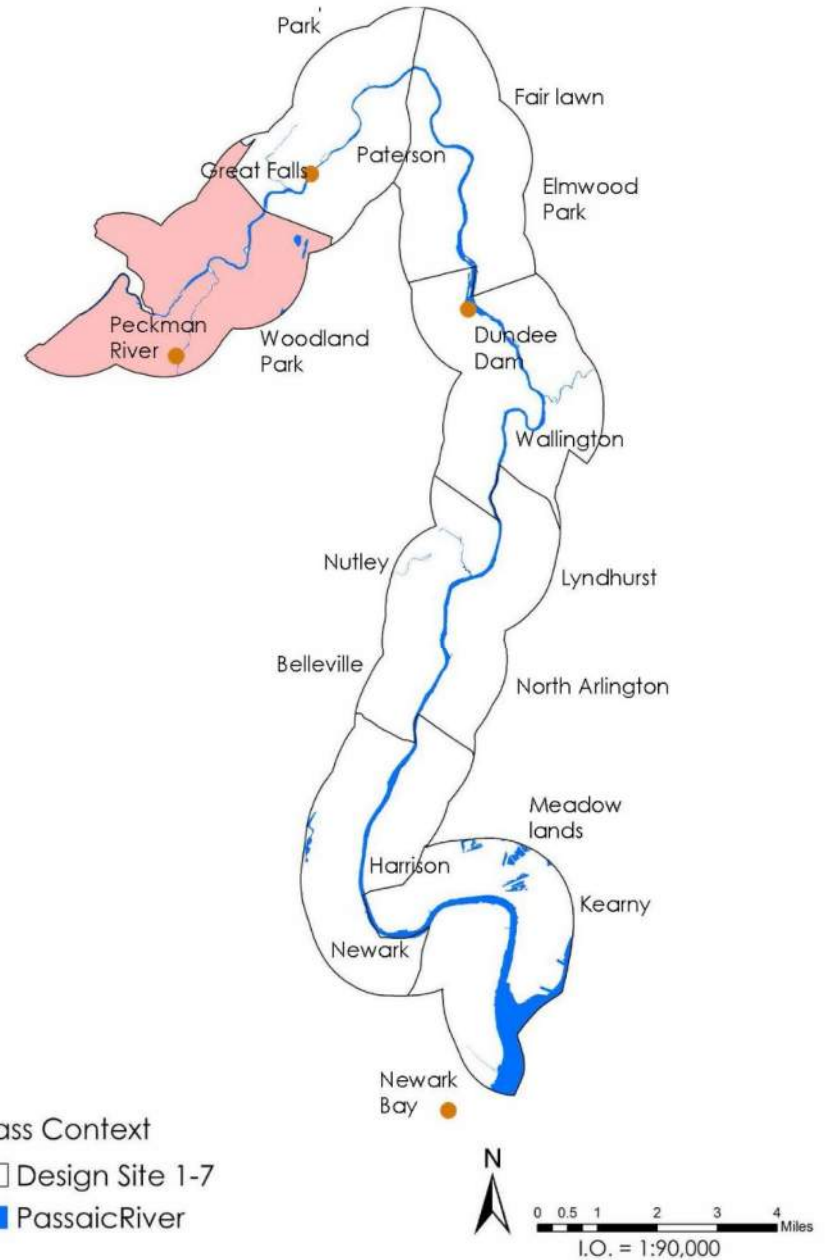 Park
Fair lawn
Great Falls
Paterson
Elmwood
Park
Peckman
River
Woodland
Park
Dundee
Dam
Wallington
Nutley
Lyndhurst
Belleville
North Arlington
Meadow
lands
Harrison
Kearny
Newark
Newark
Bay
ass Context
Design Site 1-7
PassaicRiver
N
0 0.5 1 2 3 4
Miles
I.O. = 1:90,000